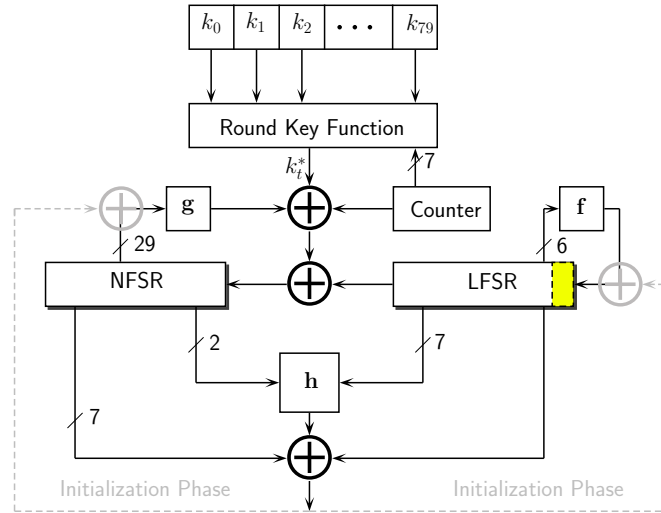 k₀ k₁ k₂ ··· k₇₉
Round Key Function
k*ₜ
7
g
Counter
f
29
6
NFSR
LFSR
2
7
h
7
Initialization Phase
Initialization Phase